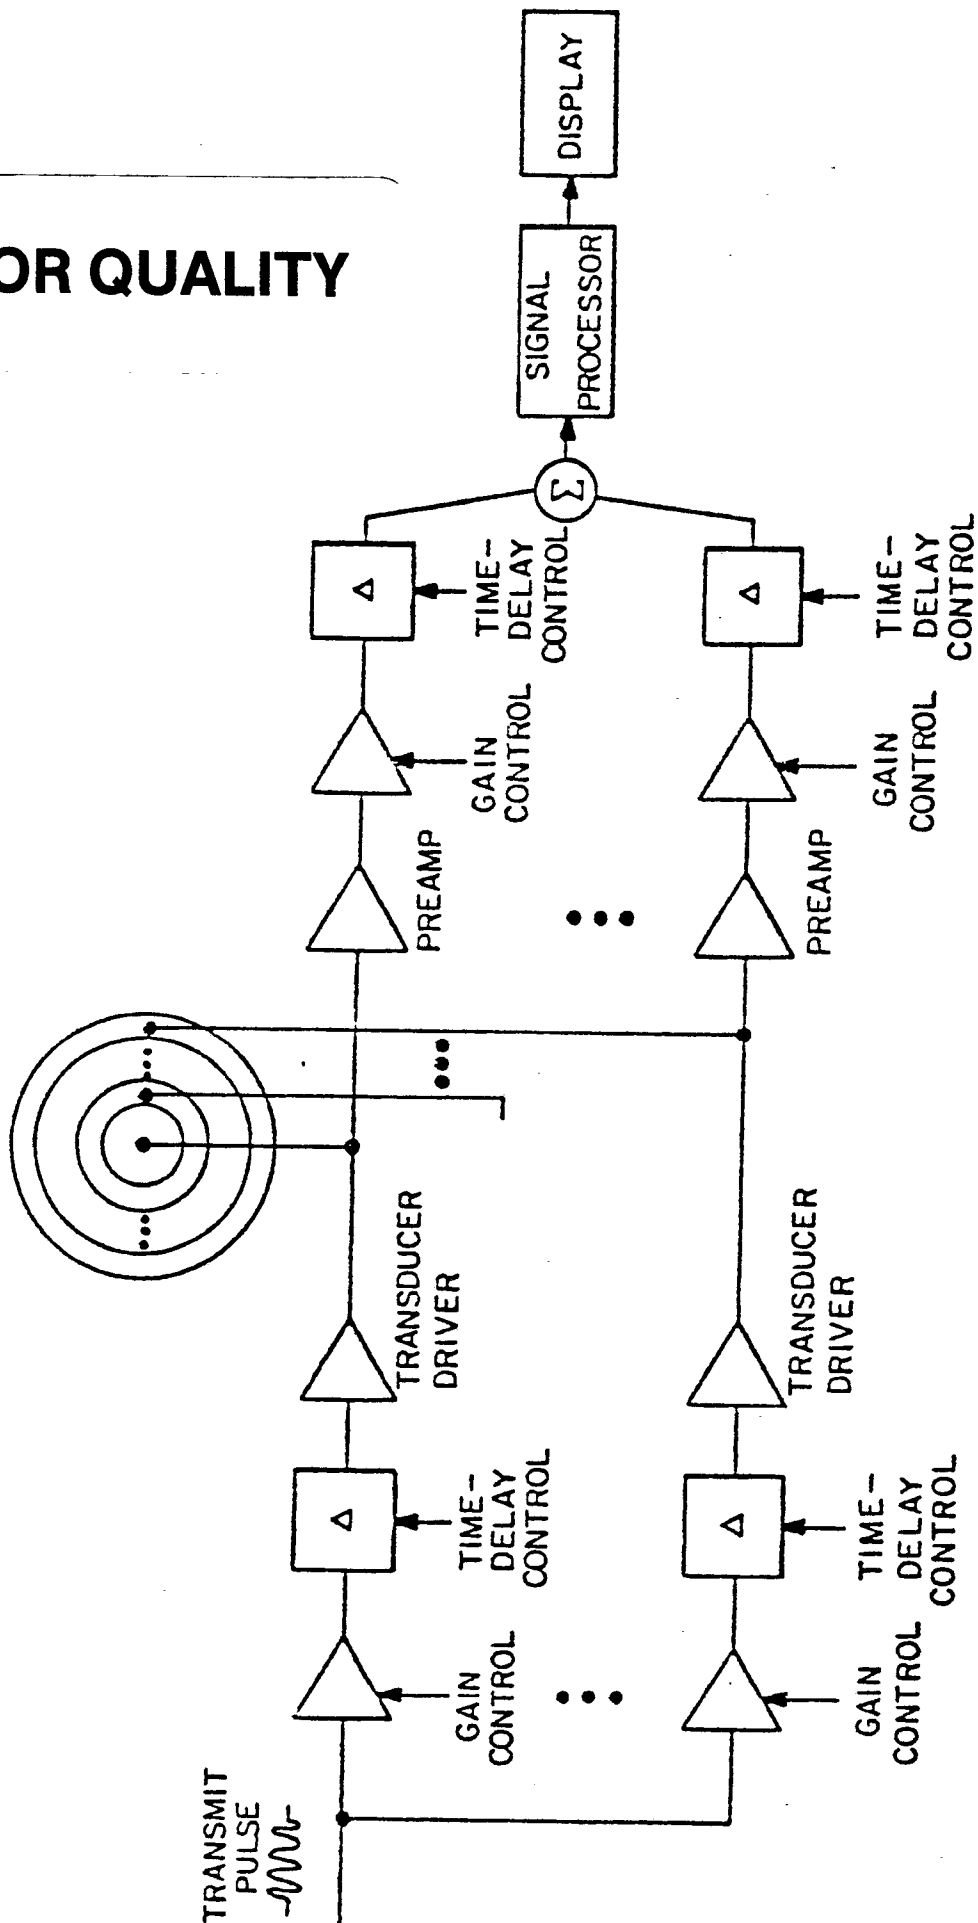 OR QUALITY
TRANSMIT
PULSE
GAIN
CONTROL
TIME-
DELAY
CONTROL
Δ
TRANSDUCER
DRIVER
PREAMP
GAIN
CONTROL
Δ
TIME-
DELAY
CONTROL
GAIN
CONTROL
Δ
TIME-
DELAY
CONTROL
TRANSDUCER
DRIVER
PREAMP
GAIN
CONTROL
Δ
TIME-
DELAY
CONTROL
Σ
SIGNAL
PROCESSOR
DISPLAY